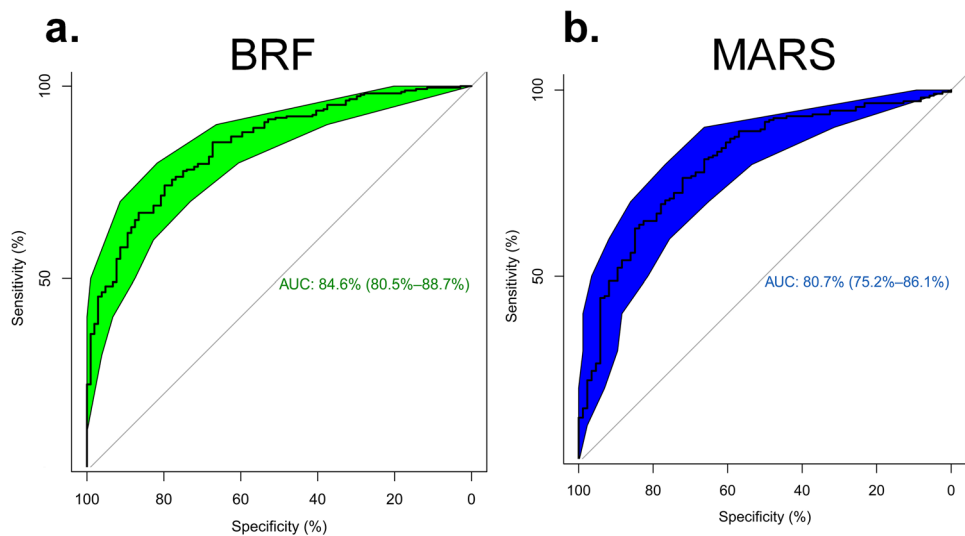 a.
BRF
100
50
Sensitivity (%)
AUC: 84.6% (80.5%–88.7%)
100 80 60 40 20 0
Specificity (%)
b.
MARS
100
50
Sensitivity (%)
AUC: 80.7% (75.2%–86.1%)
100 80 60 40 20 0
Specificity (%)